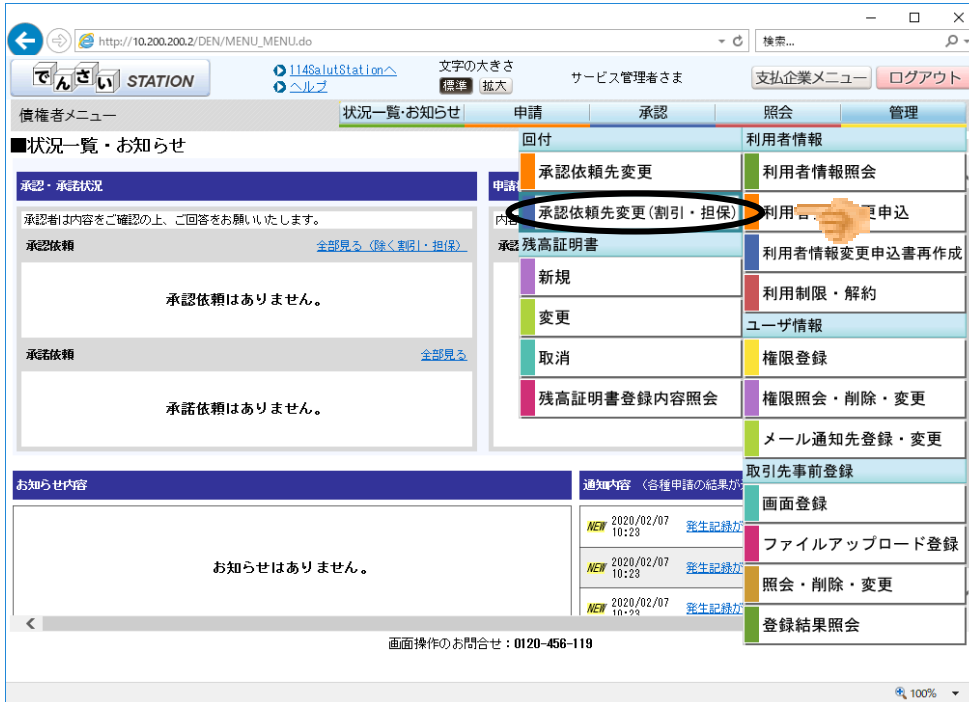 http://10.200.200.2/DEN/MENU_MENU.do
検索...
でんさい STATION
114SalutStationへ
ヘルプ
文字の大きさ
標準 拡大
サービス管理者さま
支払企業メニュー
ログアウト
債権者メニュー
状況一覧・お知らせ
申請
承認
照会
管理
■状況一覧・お知らせ
承認・承諾状況
承認者は内容をご確認の上、ご回答をお願いいたします。
承認依頼
全部見る（除く割引・担保）
承認依頼はありません。
承諾依頼
全部見る
承諾依頼はありません。
回付
承認依頼先変更
承認依頼先変更(割引・担保)
残高証明書
新規
変更
取消
残高証明書登録内容照会
利用者情報
利用者情報照会
利用者
更申込
利用者情報変更申込書再作成
利用制限・解約
ユーザ情報
権限登録
権限照会・削除・変更
メール通知先登録・変更
取引先事前登録
画面登録
ファイルアップロード登録
照会・削除・変更
登録結果照会
お知らせ内容
お知らせはありません。
通知内容 （各種申請の結果が
NEW 2020/02/07 10:23 発生記録が
NEW 2020/02/07 10:23 発生記録が
NEW 2020/02/07 10:23 発生記録が
画面操作のお問合せ：0120-456-119
100%